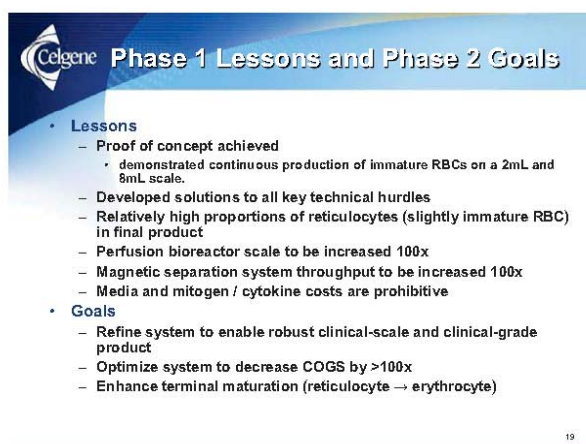 Celgene
Phase 1 Lessons and Phase 2 Goals
• Lessons
– Proof of concept achieved
• demonstrated continuous production of immature RBCs on a 2mL and
8mL scale.
– Developed solutions to all key technical hurdles
– Relatively high proportions of reticulocytes (slightly immature RBC)
in final product
– Perfusion bioreactor scale to be increased 100x
– Magnetic separation system throughput to be increased 100x
– Media and mitogen / cytokine costs are prohibitive
• Goals
– Refine system to enable robust clinical-scale and clinical-grade
product
– Optimize system to decrease COGS by >100x
– Enhance terminal maturation (reticulocyte → erythrocyte)
19